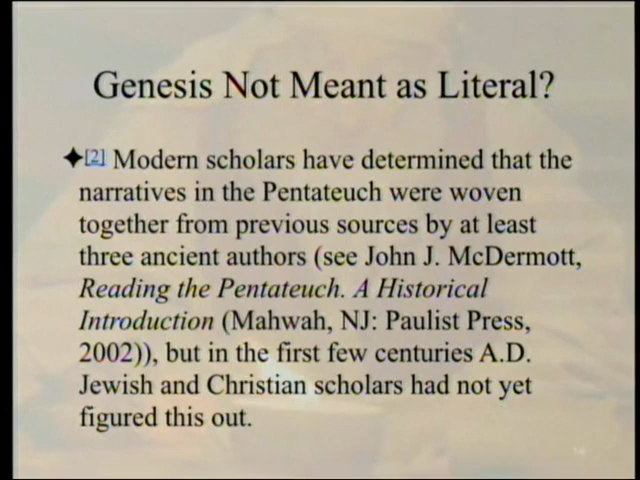 Genesis Not Meant as Literal?
✦[2] Modern scholars have determined that the
narratives in the Pentateuch were woven
together from previous sources by at least
three ancient authors (see John J. McDermott,
Reading the Pentateuch. A Historical
Introduction (Mahwah, NJ: Paulist Press,
2002)), but in the first few centuries A.D.
Jewish and Christian scholars had not yet
figured this out.